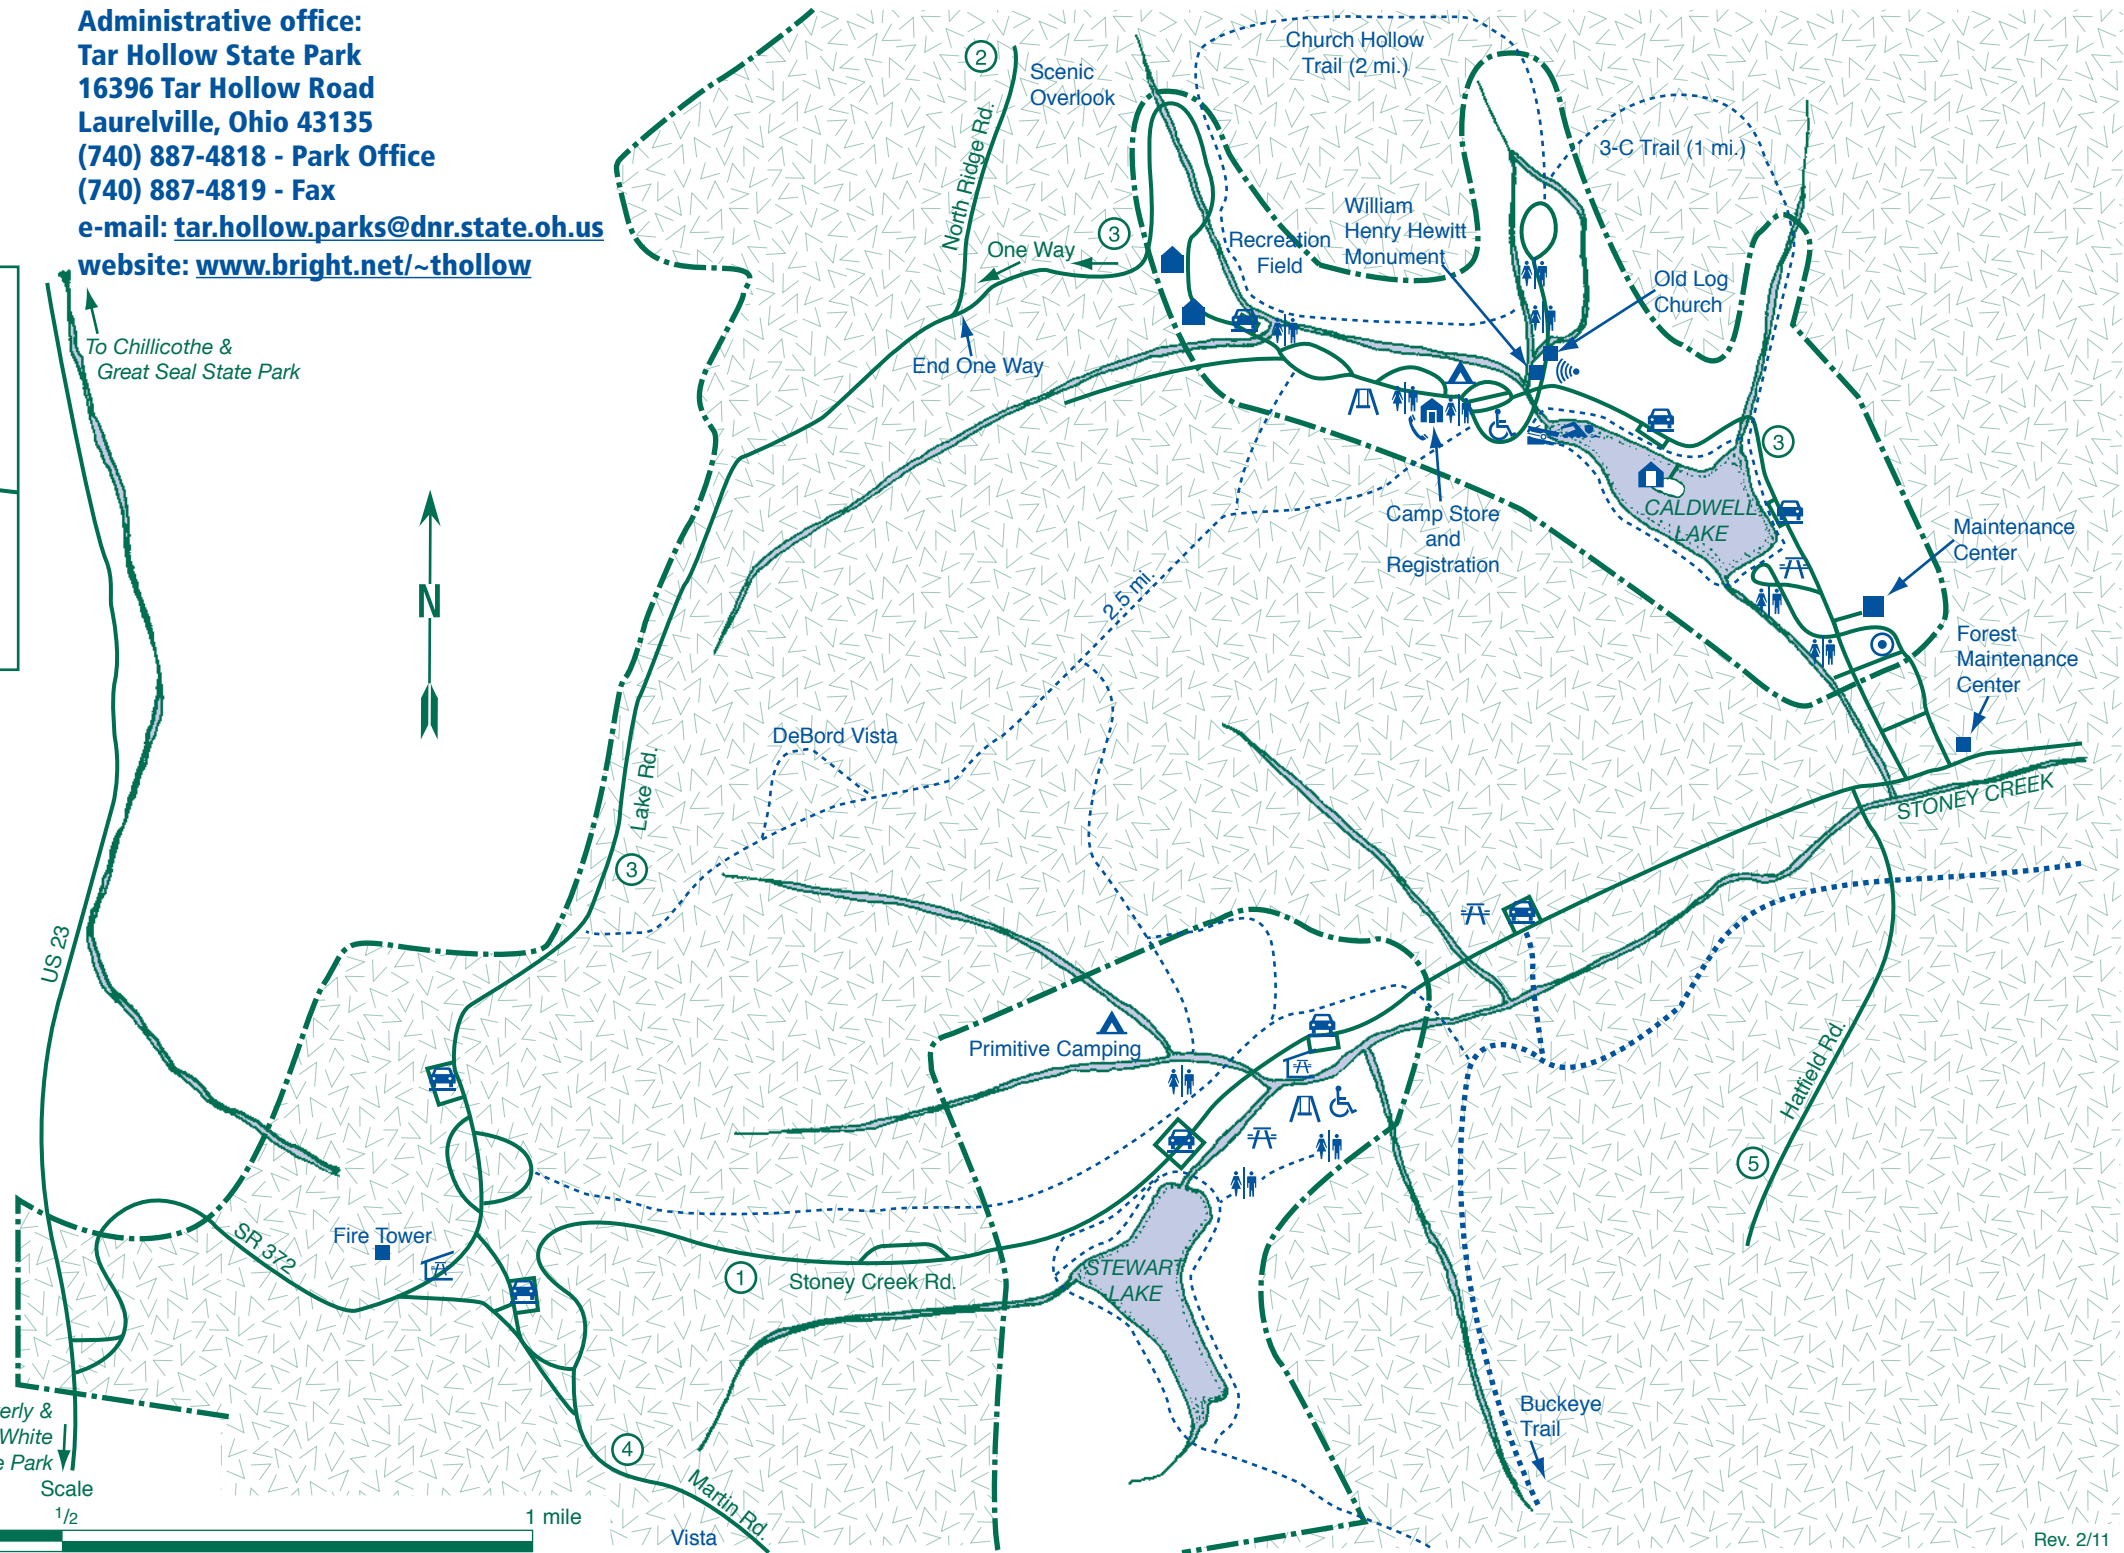 Administrative office:
Tar Hollow State Park
16396 Tar Hollow Road
Laurelville, Ohio 43135
(740) 887-4818 - Park Office
(740) 887-4819 - Fax
e-mail: tar.hollow.parks@dnr.state.oh.us
website: www.bright.net/~thollow
To Chillicothe &
Great Seal State Park
2
Scenic
Overlook
North Ridge Rd.
One Way
3
End One Way
Church Hollow
Trail (2 mi.)
3-C Trail (1 mi.)
William
Henry Hewitt
Monument
Recreation
Field
Old Log
Church
3
Camp Store
and
Registration
CALDWELL
LAKE
Maintenance
Center
Forest
Maintenance
Center
N
2.5 mi.
DeBord Vista
Lake Rd.
3
STONEY CREEK
US 23
Primitive Camping
Hatfield Rd.
5
SR 372
Fire Tower
1
Stoney Creek Rd.
STEWART
LAKE
Buckeye
Trail
4
Martin Rd.
Vista
erly &
White
e Park
Scale
1/2
1 mile
Rev. 2/11